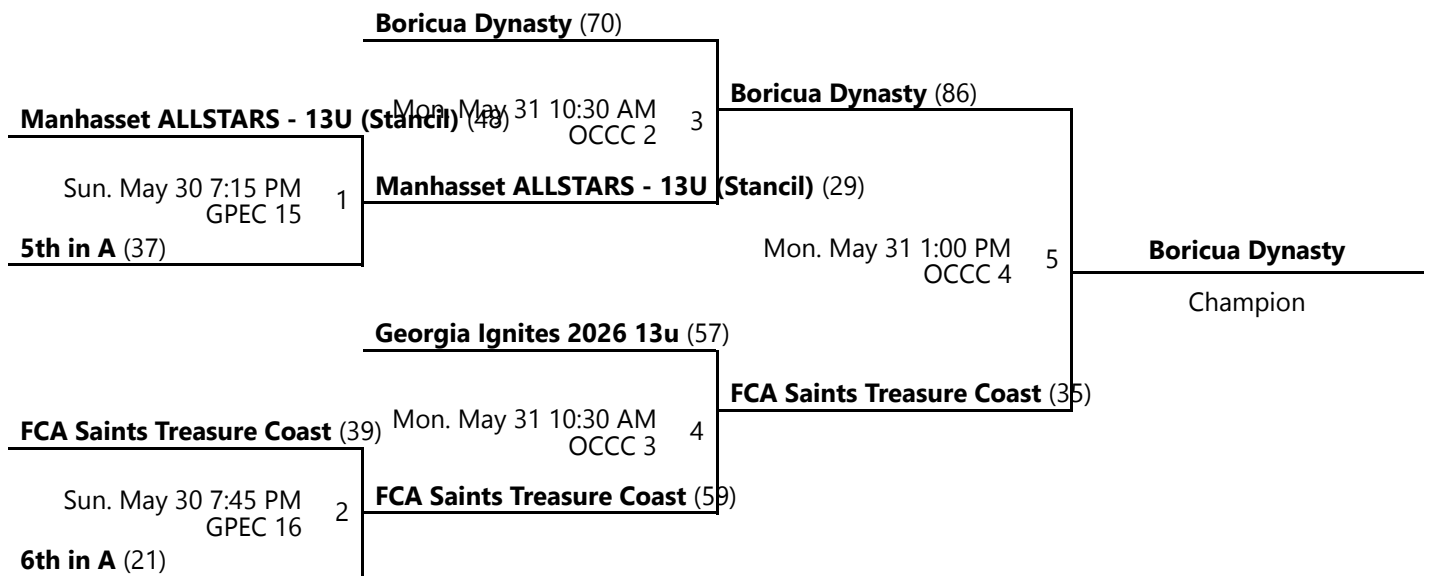 Boricua Dynasty (70)
Manhasset ALLSTARS - 13U (Stancil) (48)
Mon. May 31 10:30 AM
OCCC 2
3
Boricua Dynasty (86)
Sun. May 30 7:15 PM
GPEC 15
1
Manhasset ALLSTARS - 13U (Stancil) (29)
5th in A (37)
Mon. May 31 1:00 PM
OCCC 4
5
Boricua Dynasty
Champion
Georgia Ignites 2026 13u (57)
FCA Saints Treasure Coast (35)
FCA Saints Treasure Coast (39)
Mon. May 31 10:30 AM
OCCC 3
4
Sun. May 30 7:45 PM
GPEC 16
2
FCA Saints Treasure Coast (59)
6th in A (21)